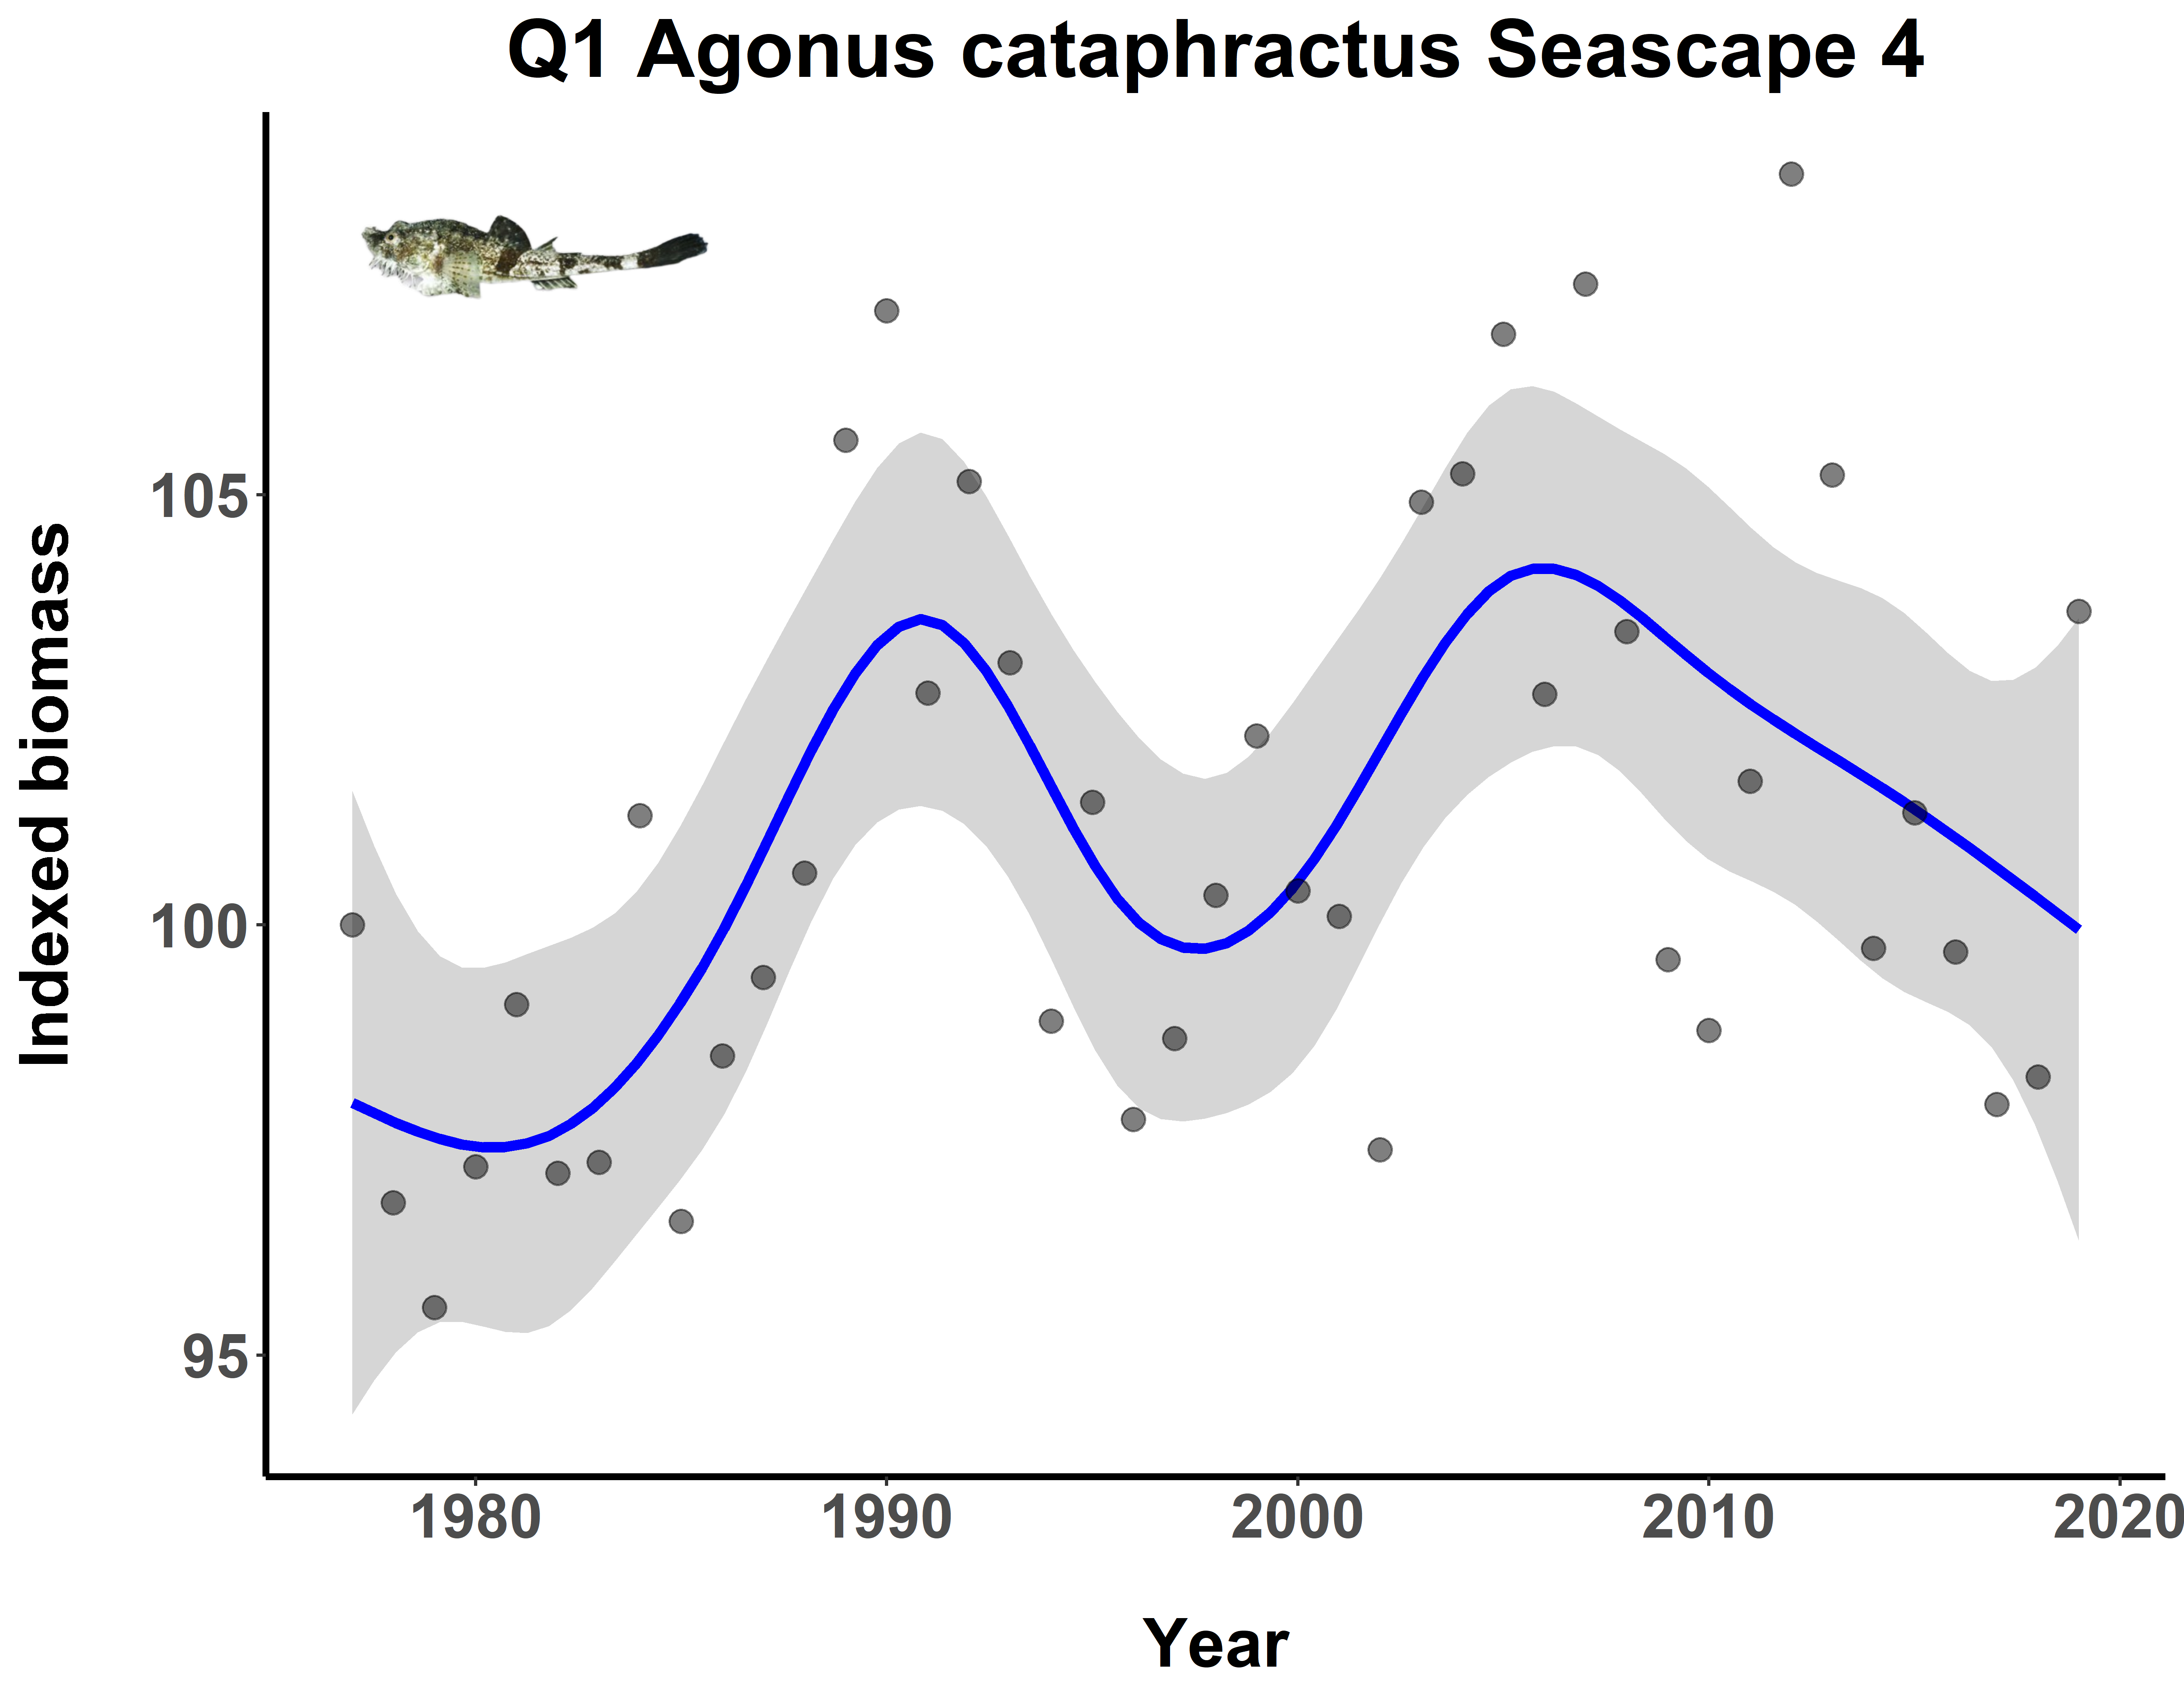 Q1 Agonus cataphractus Seascape 4
Indexed biomass
105
100
95
1980 1990 2000 2010 2020
Year